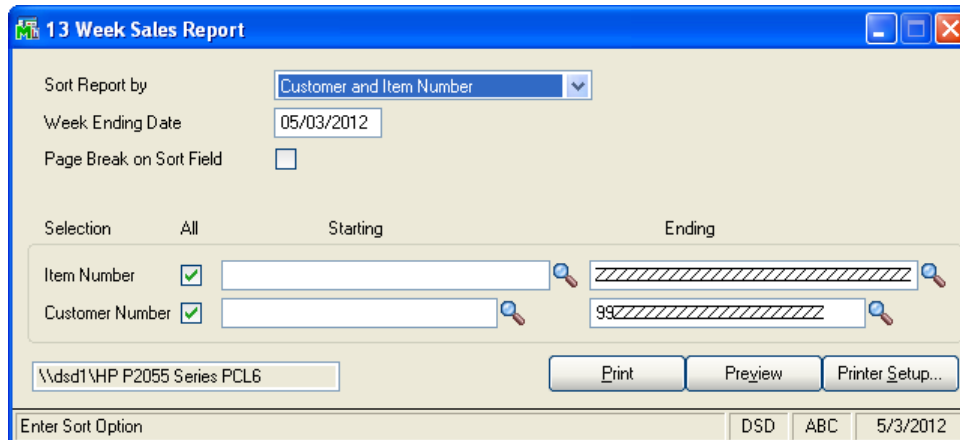 13 Week Sales Report
Sort Report by Customer and Item Number
Week Ending Date 05/03/2012
Page Break on Sort Field
Selection All Starting Ending
Item Number
Customer Number 99ZZZZZZZZZZZZZZZZZZ
\\dsd1\HP P2055 Series PCL6 Print Preview Printer Setup...
Enter Sort Option DSD ABC 5/3/2012